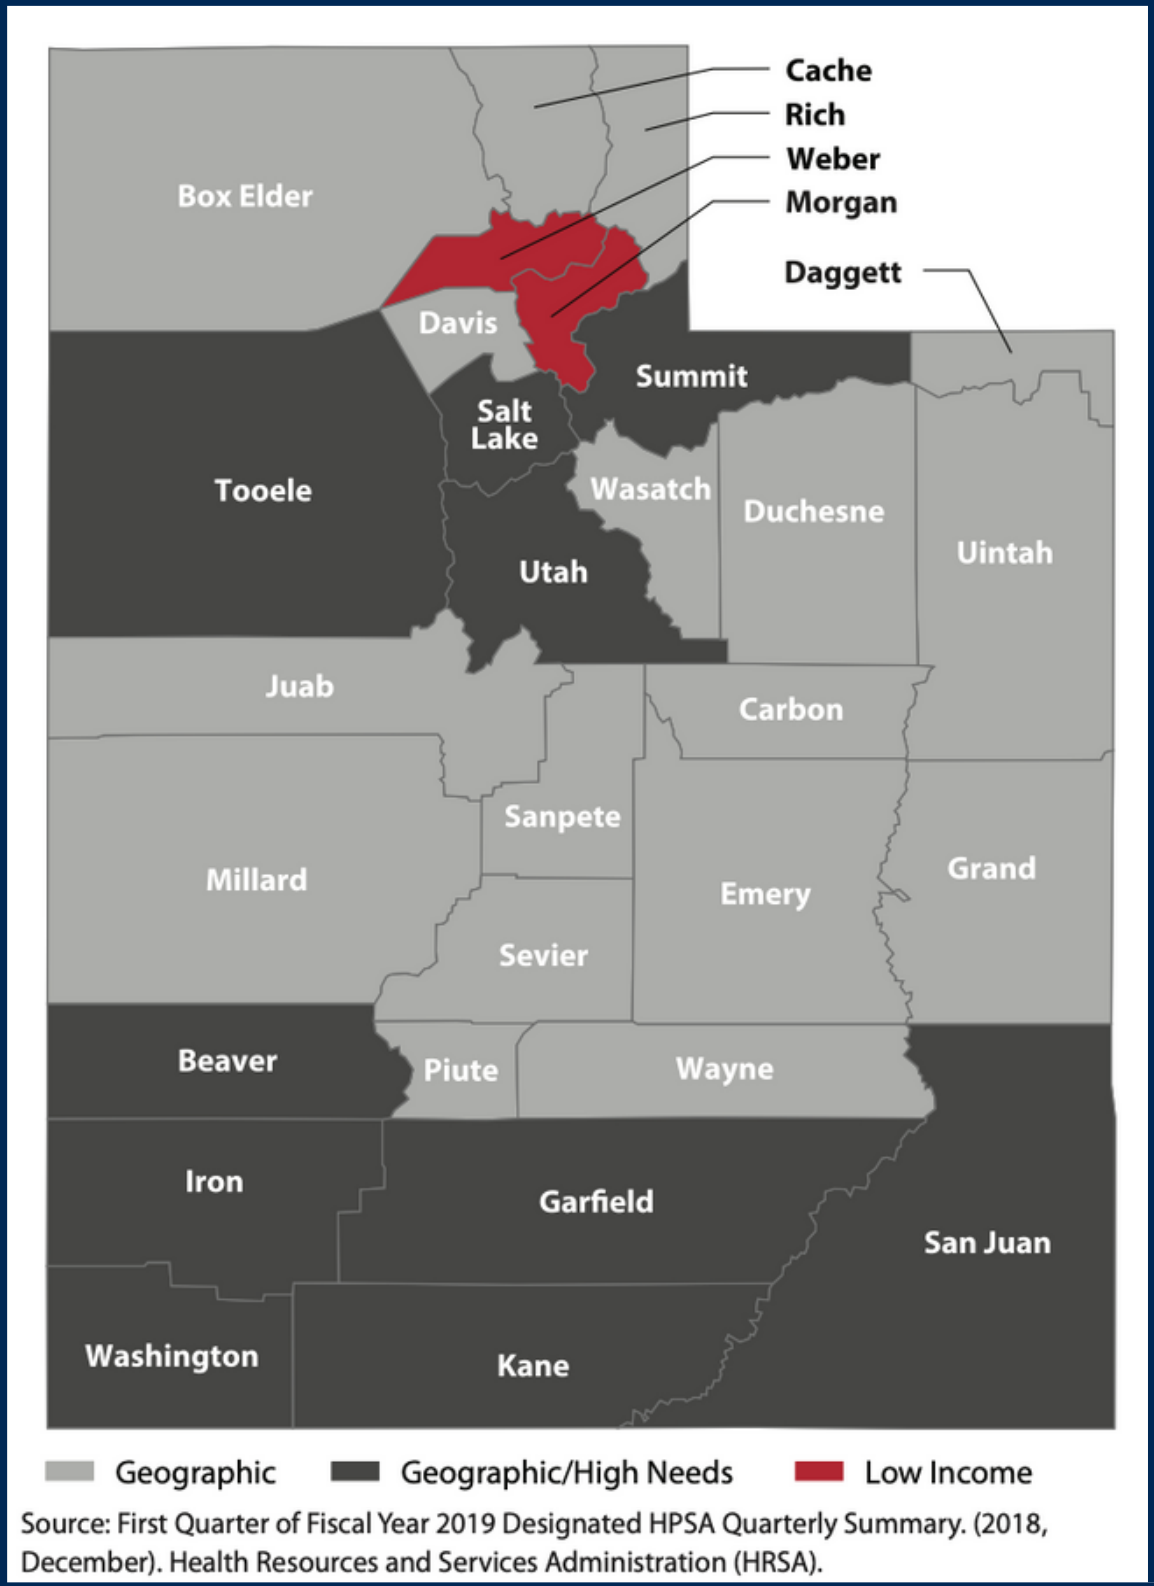 Cache
Rich
Weber
Morgan
Box Elder
Daggett
Davis
Summit
Salt
Lake
Tooele
Wasatch
Duchesne
Uintah
Utah
Juab
Carbon
Sanpete
Millard
Emery
Grand
Sevier
Beaver
Piute
Wayne
Iron
Garfield
San Juan
Washington
Kane
Geographic
Geographic/High Needs
Low Income
Source: First Quarter of Fiscal Year 2019 Designated HPSA Quarterly Summary. (2018,
December). Health Resources and Services Administration (HRSA).